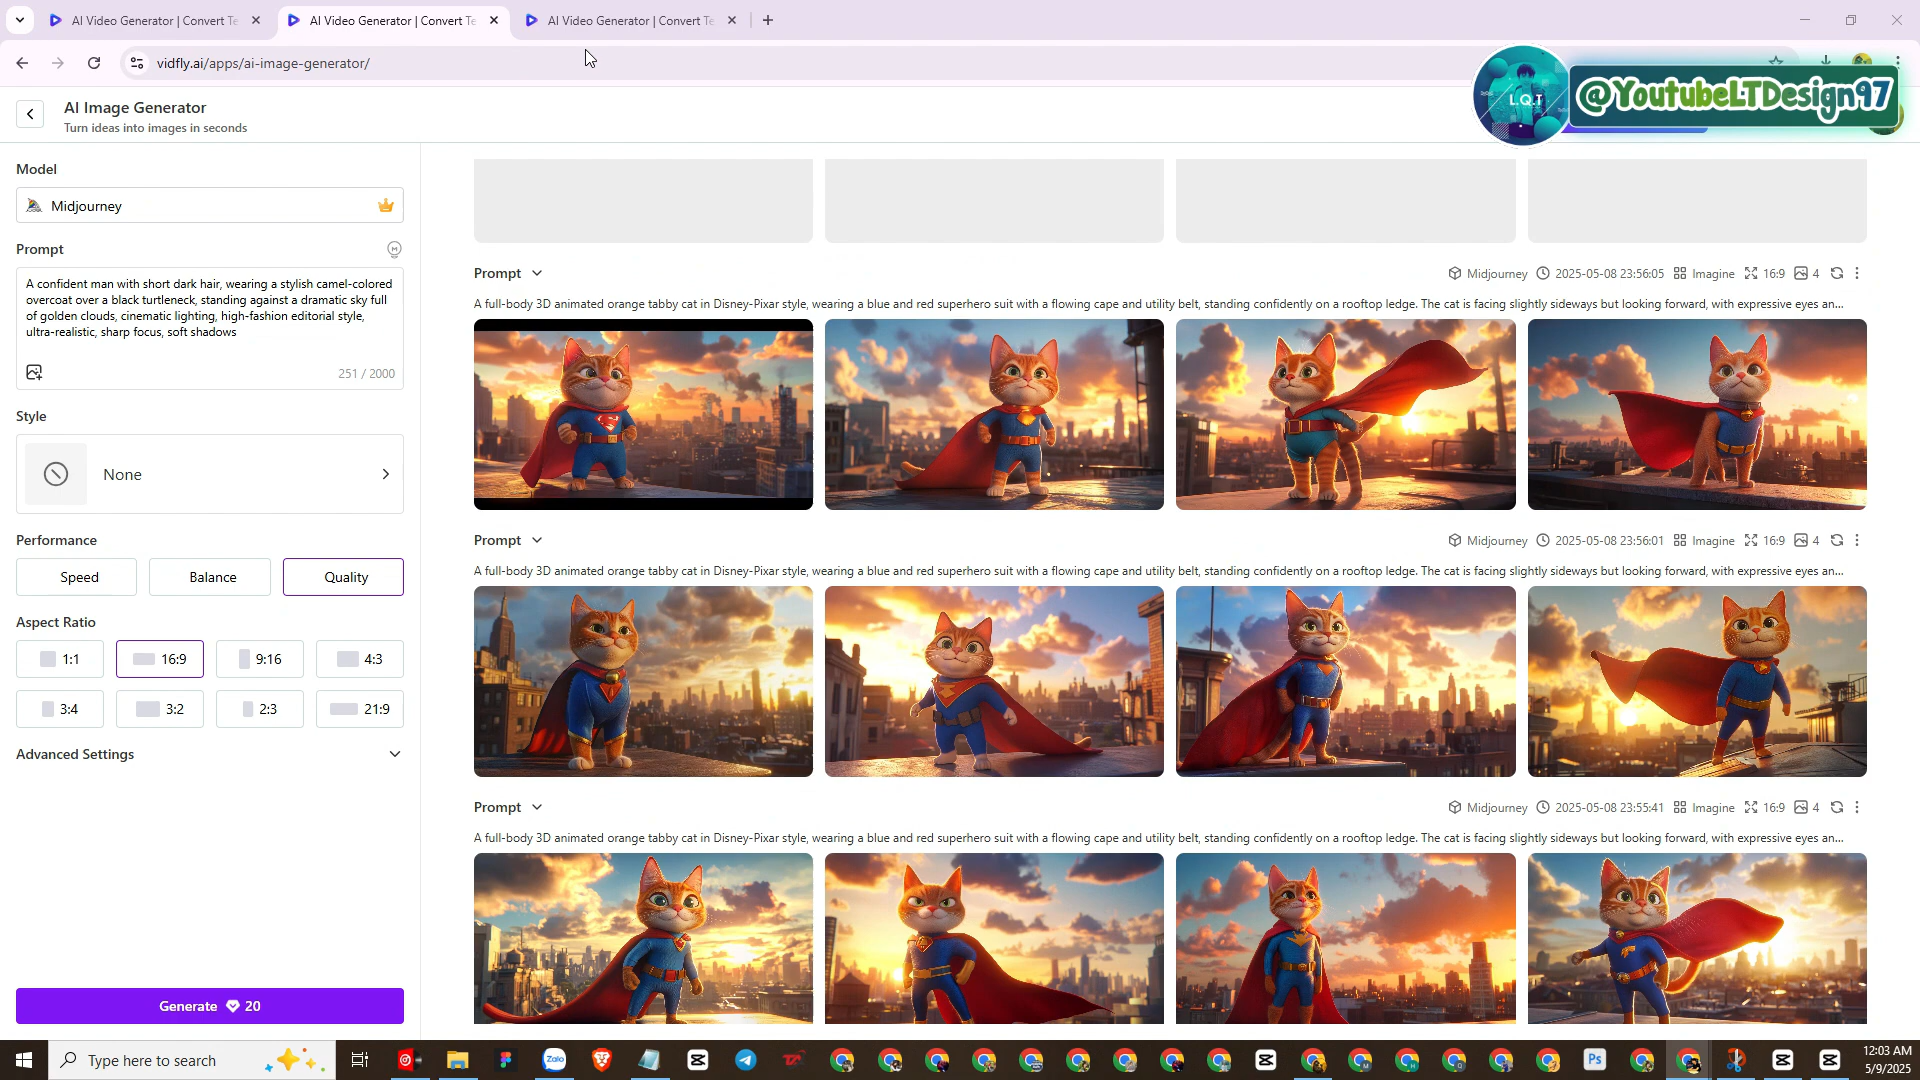 AI Video Generator | Convert Te
AI Video Generator | Convert Te
AI Video Generator | Convert Te
vidfly.ai/apps/ai-image-generator/
L.Q.T
@YoutubeLTDesign97
AI Image Generator
Turn ideas into images in seconds
Model
Midjourney
Prompt
A confident man with short dark hair, wearing a stylish camel-colored
overcoat over a black turtleneck, standing against a dramatic sky full
of golden clouds, cinematic lighting, high-fashion editorial style,
ultra-realistic, sharp focus, soft shadows
251 / 2000
Style
None
Performance
Speed Balance Quality
Aspect Ratio
1:1 16:9 9:16 4:3
3:4 3:2 2:3 21:9
Advanced Settings
Generate 20
Prompt Midjourney 2025-05-08 23:56:05 Imagine 16:9 4
A full-body 3D animated orange tabby cat in Disney-Pixar style, wearing a blue and red superhero suit with a flowing cape and utility belt, standing confidently on a rooftop ledge. The cat is facing slightly sideways but looking forward, with expressive eyes an...
Prompt Midjourney 2025-05-08 23:56:01 Imagine 16:9 4
A full-body 3D animated orange tabby cat in Disney-Pixar style, wearing a blue and red superhero suit with a flowing cape and utility belt, standing confidently on a rooftop ledge. The cat is facing slightly sideways but looking forward, with expressive eyes an...
Prompt Midjourney 2025-05-08 23:55:41 Imagine 16:9 4
A full-body 3D animated orange tabby cat in Disney-Pixar style, wearing a blue and red superhero suit with a flowing cape and utility belt, standing confidently on a rooftop ledge. The cat is facing slightly sideways but looking forward, with expressive eyes an...
Type here to search
Zalo
Ps
12:03 AM
5/9/2025